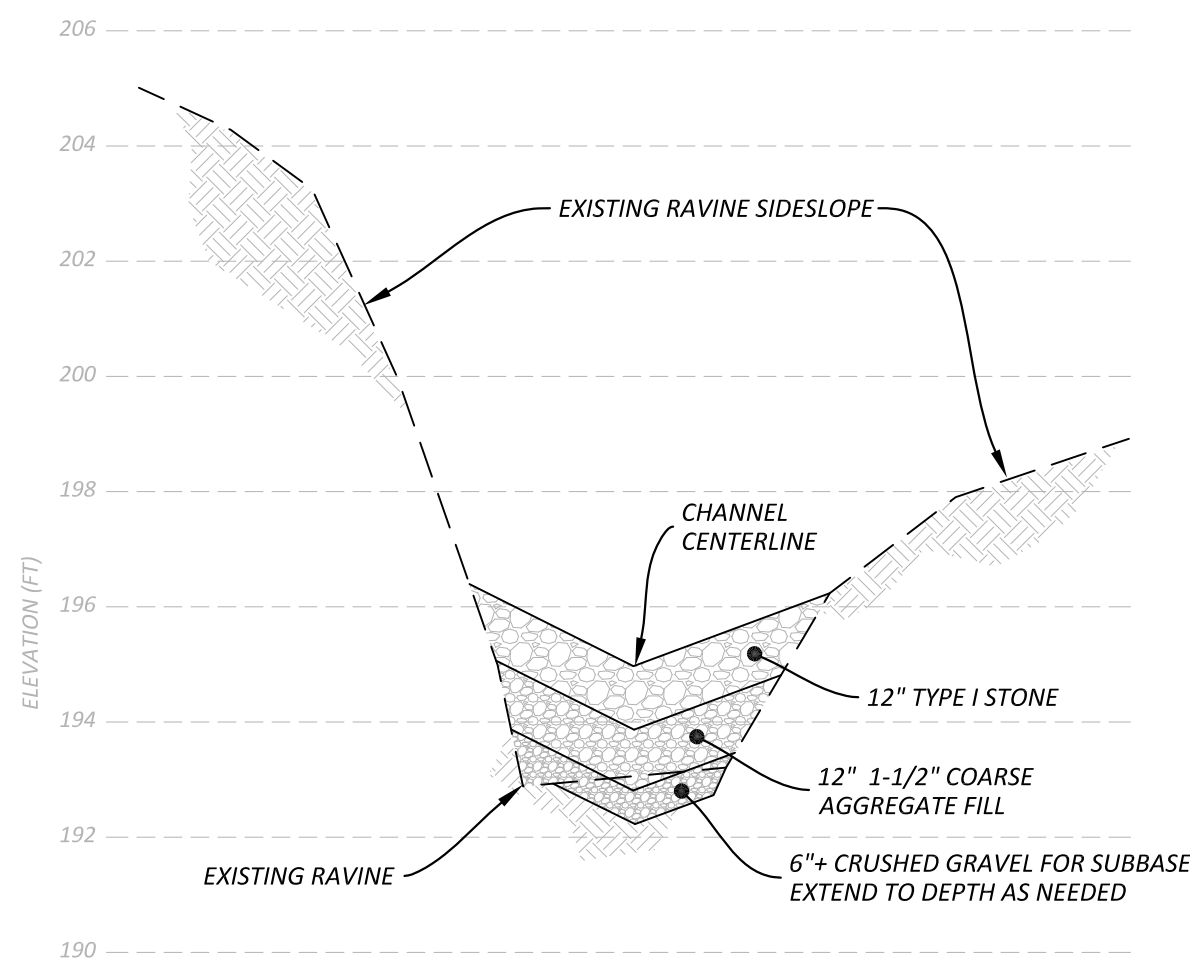 206
204
EXISTING RAVINE SIDESLOPE
202
200
198
CHANNEL
CENTERLINE
196
ELEVATION (FT)
12" TYPE I STONE
194
12" 1-1/2" COARSE
AGGREGATE FILL
192
6"+ CRUSHED GRAVEL FOR SUBBASE
EXTEND TO DEPTH AS NEEDED
EXISTING RAVINE
190